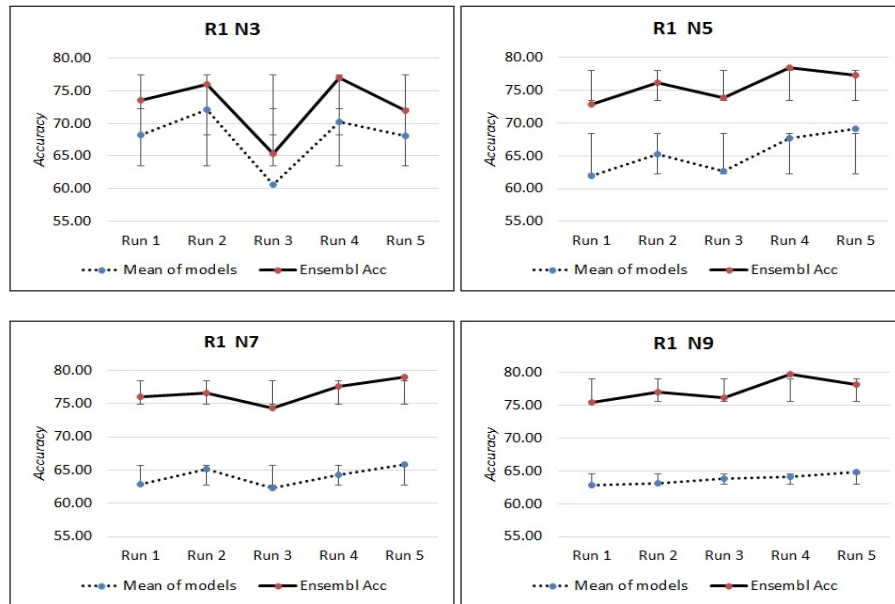 R1 N3
80.00
75.00
70.00
65.00
60.00
55.00
Accuracy
Run 1 Run 2 Run 3 Run 4 Run 5
Mean of models Ensembl Acc
R1 N5
80.00
75.00
70.00
65.00
60.00
55.00
Accuracy
Run 1 Run 2 Run 3 Run 4 Run 5
Mean of models Ensembl Acc
R1 N7
80.00
75.00
70.00
65.00
60.00
55.00
Accuracy
Run 1 Run 2 Run 3 Run 4 Run 5
Mean of models Ensembl Acc
R1 N9
80.00
75.00
70.00
65.00
60.00
55.00
Accuracy
Run 1 Run 2 Run 3 Run 4 Run 5
Mean of models Ensembl Acc